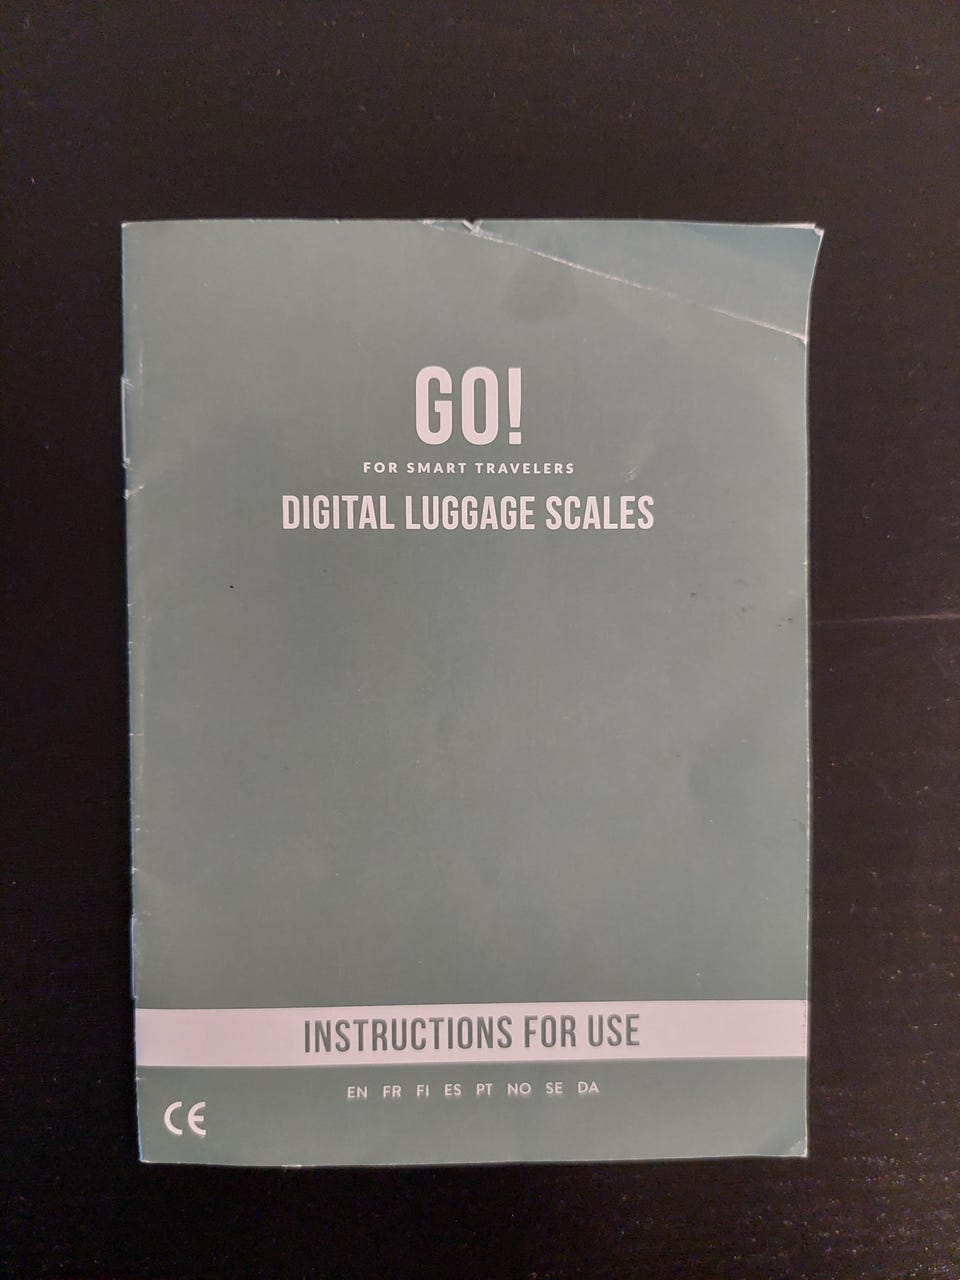 GO!
FOR SMART TRAVELERS
DIGITAL LUGGAGE SCALES
INSTRUCTIONS FOR USE
EN FR FI ES PT NO SE DA
CE